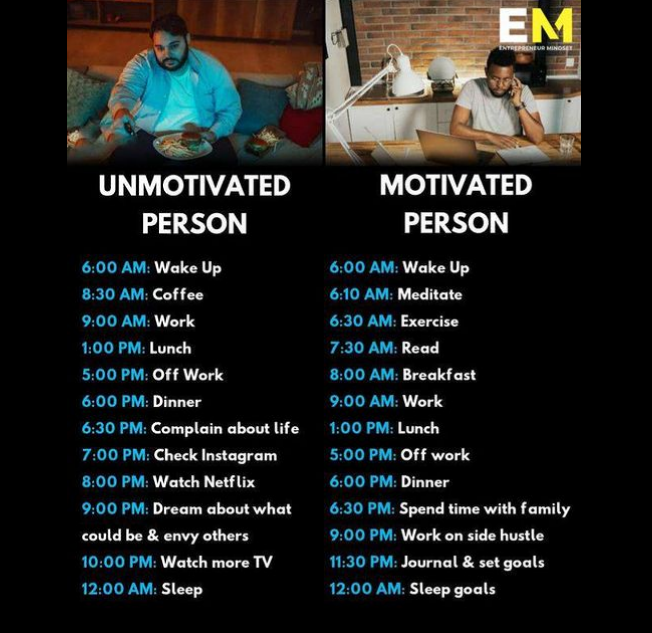 EM
ENTREPRENEUR MINDSET
UNMOTIVATED
PERSON
6:00 AM: Wake Up
8:30 AM: Coffee
9:00 AM: Work
1:00 PM: Lunch
5:00 PM: Off Work
6:00 PM: Dinner
6:30 PM: Complain about life
7:00 PM: Check Instagram
8:00 PM: Watch Netflix
9:00 PM: Dream about what
could be & envy others
10:00 PM: Watch more TV
12:00 AM: Sleep
MOTIVATED
PERSON
6:00 AM: Wake Up
6:10 AM: Meditate
6:30 AM: Exercise
7:30 AM: Read
8:00 AM: Breakfast
9:00 AM: Work
1:00 PM: Lunch
5:00 PM: Off work
6:00 PM: Dinner
6:30 PM: Spend time with family
9:00 PM: Work on side hustle
11:30 PM: Journal & set goals
12:00 AM: Sleep goals